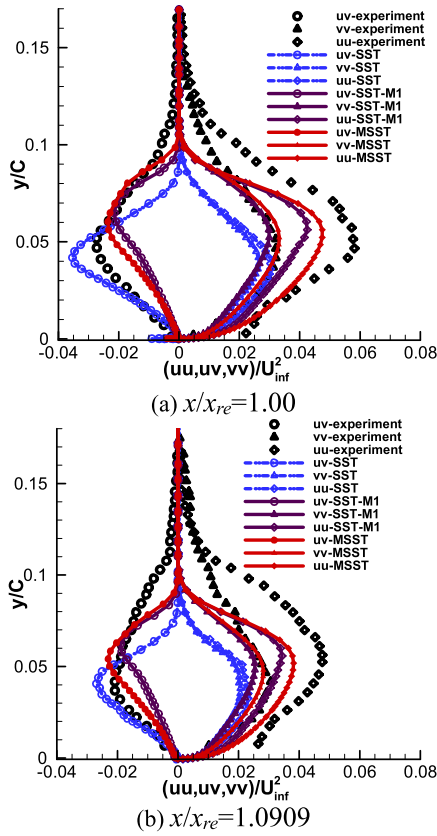 0.15
0.1
0.05
0
y/C
uv-experiment
vv-experiment
uu-experiment
uv-SST
vv-SST
uu-SST
uv-SST-M1
vv-SST-M1
uu-SST-M1
uv-MSST
vv-MSST
uu-MSST
-0.04 -0.02 0 0.02 0.04 0.06 0.08
(uu,uv,vv)/U²inf
(a) x/xre=1.00
0.15
0.1
0.05
0
y/C
uv-experiment
vv-experiment
uu-experiment
uv-SST
vv-SST
uu-SST
uv-SST-M1
vv-SST-M1
uu-SST-M1
uv-MSST
vv-MSST
uu-MSST
-0.04 -0.02 0 0.02 0.04 0.06 0.08
(uu,uv,vv)/U²inf
(b) x/xre=1.0909